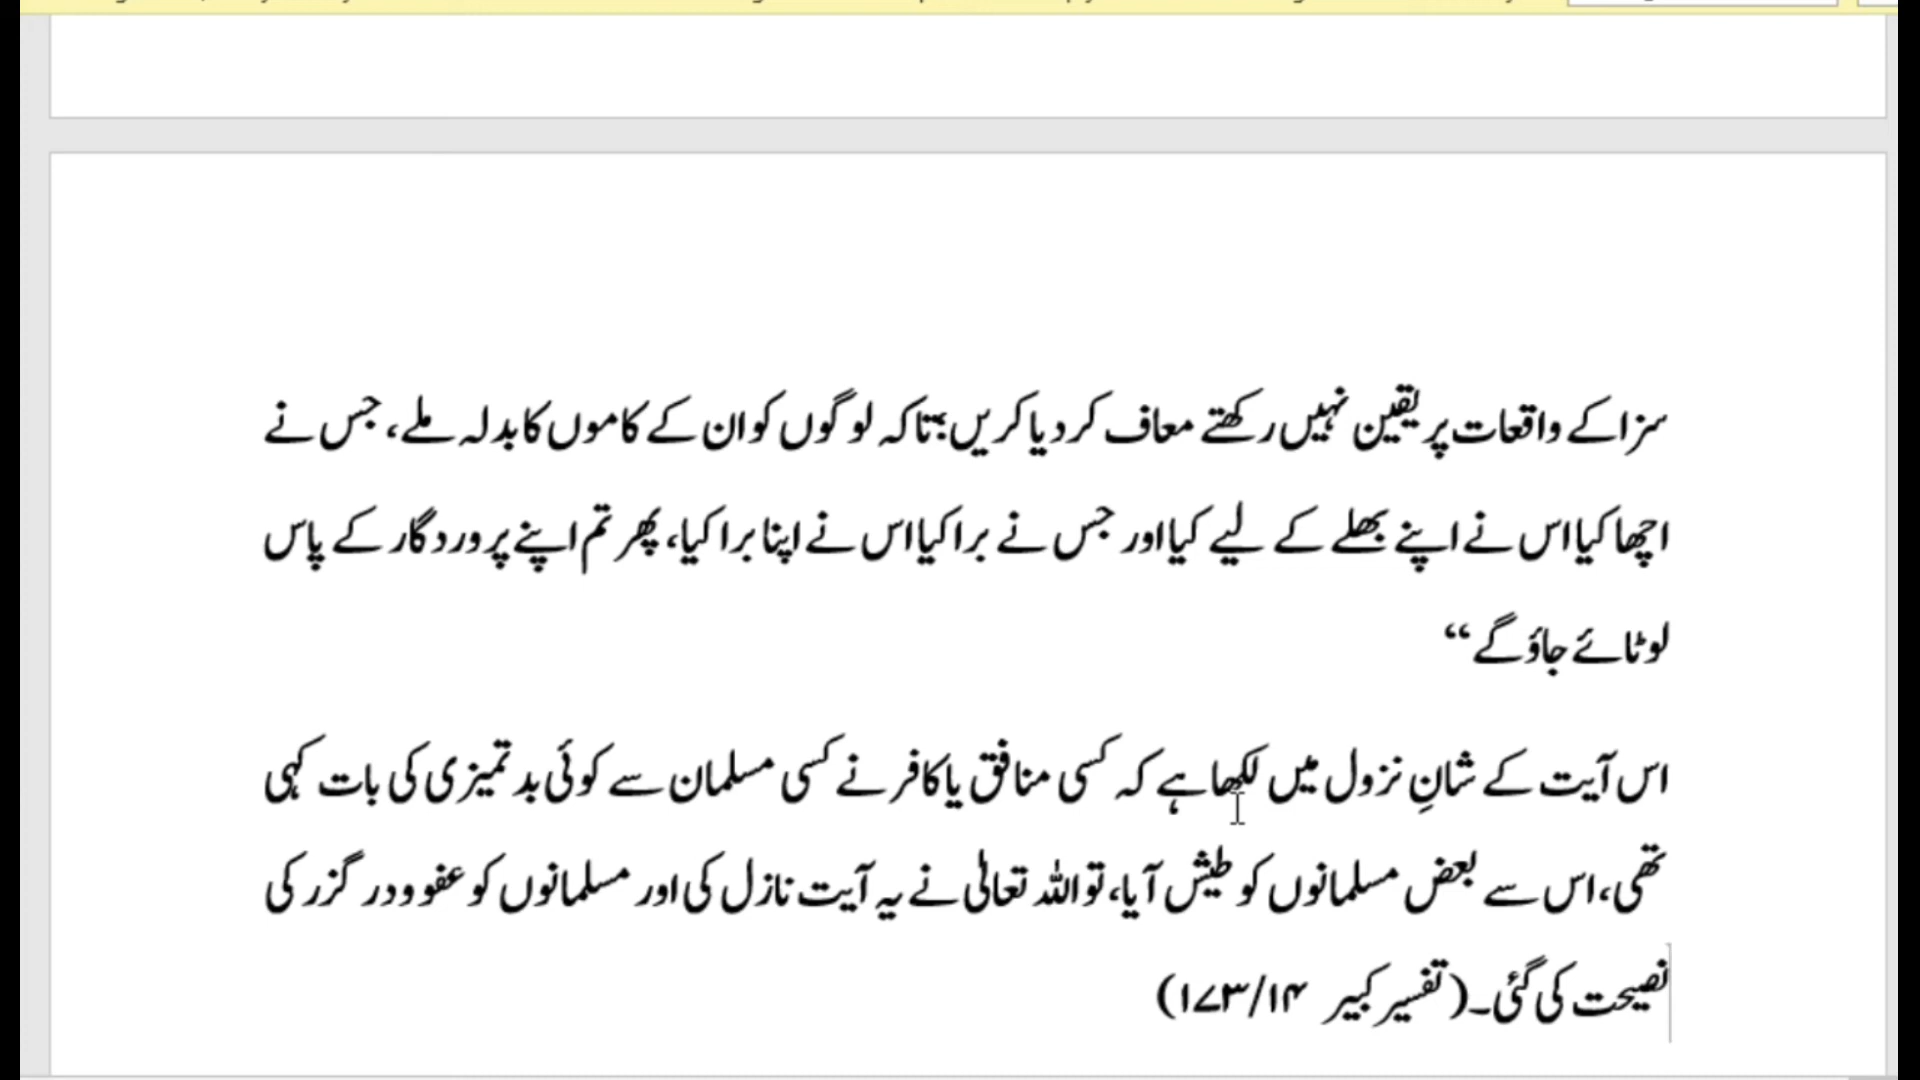 سزا کے واقعات پر یقین نہیں رکھتے معاف کر دیا کریں؛ تاکہ لوگوں کو ان کے کاموں کا بدلہ ملے، جس نے
اچھا کیا اس نے اپنے بھلے کے لیے کیا اور جس نے برا کیا اس نے اپنا برا کیا، پھر تم اپنے پروردگار کے پاس
لوٹائے جاؤگے“
اس آیت کے شانِ نزول میں لکھا ہے کہ کسی منافق یا کافر نے کسی مسلمان سے کوئی بد تمیزی کی بات کہی
تھی، اس سے بعض مسلمانوں کو طیش آیا، تو اللہ تعالیٰ نے یہ آیت نازل کی اور مسلمانوں کو عفو و در گزر کی
نصیحت کی گئی۔ (تفسیر کبیر ۱۷۳/۱۴)